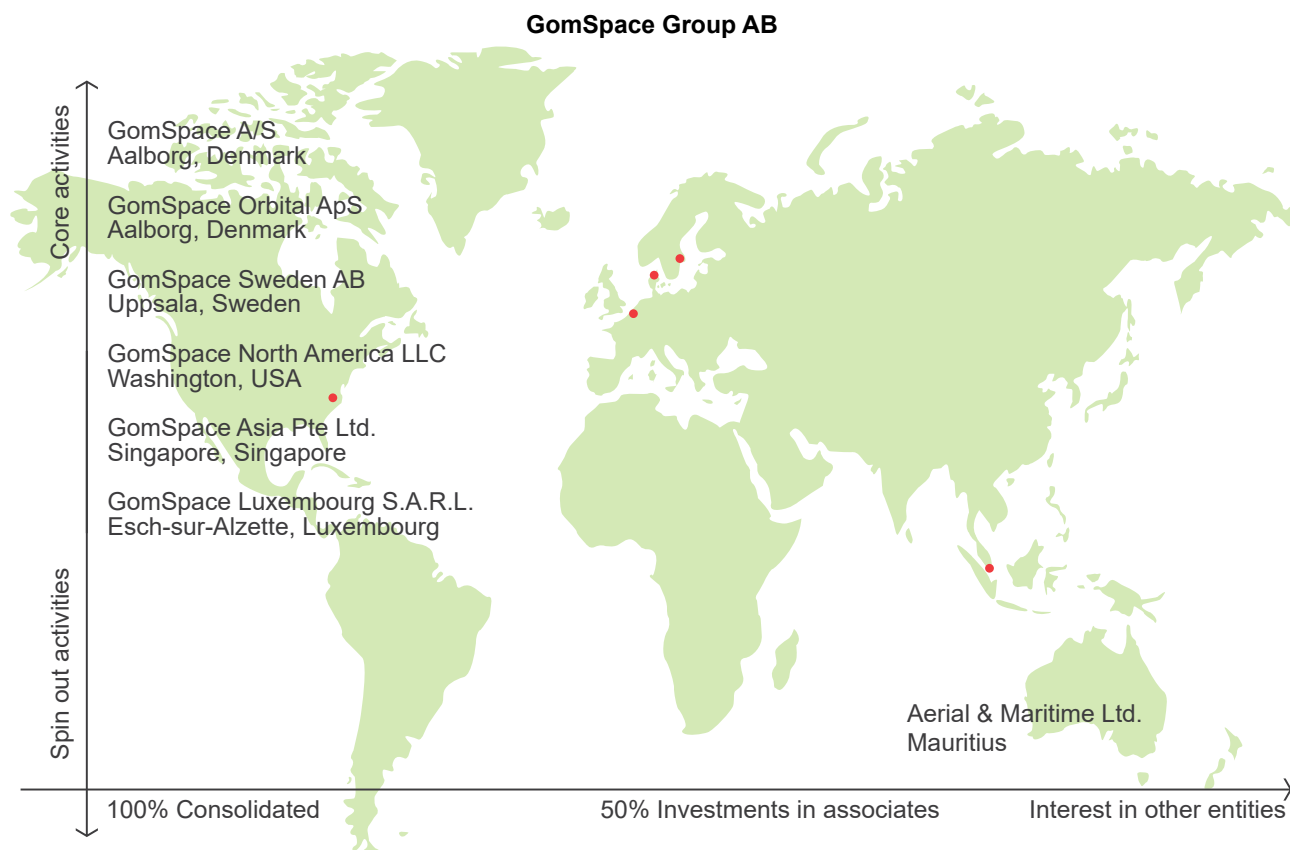 GomSpace Group AB
Core activities
GomSpace A/S
Aalborg, Denmark
GomSpace Orbital ApS
Aalborg, Denmark
GomSpace Sweden AB
Uppsala, Sweden
GomSpace North America LLC
Washington, USA
GomSpace Asia Pte Ltd.
Singapore, Singapore
GomSpace Luxembourg S.A.R.L.
Esch-sur-Alzette, Luxembourg
Spin out activities
Aerial & Maritime Ltd.
Mauritius
100% Consolidated
50% Investments in associates
Interest in other entities